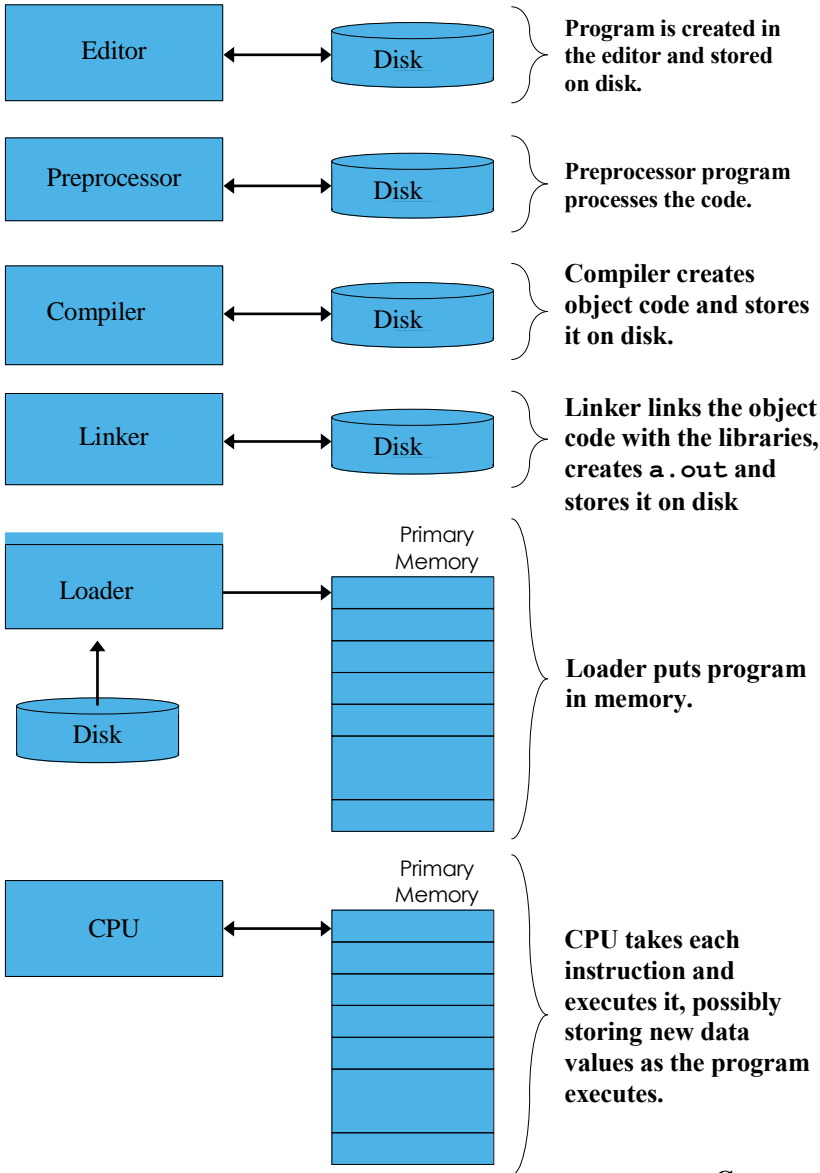 Editor
Disk
Program is created in
the editor and stored
on disk.
Preprocessor
Disk
Preprocessor program
processes the code.
Compiler
Disk
Compiler creates
object code and stores
it on disk.
Linker
Disk
Linker links the object
code with the libraries,
creates a.out and
stores it on disk
Loader
Disk
Primary
Memory
Loader puts program
in memory.
CPU
Primary
Memory
CPU takes each
instruction and
executes it, possibly
storing new data
values as the program
executes.